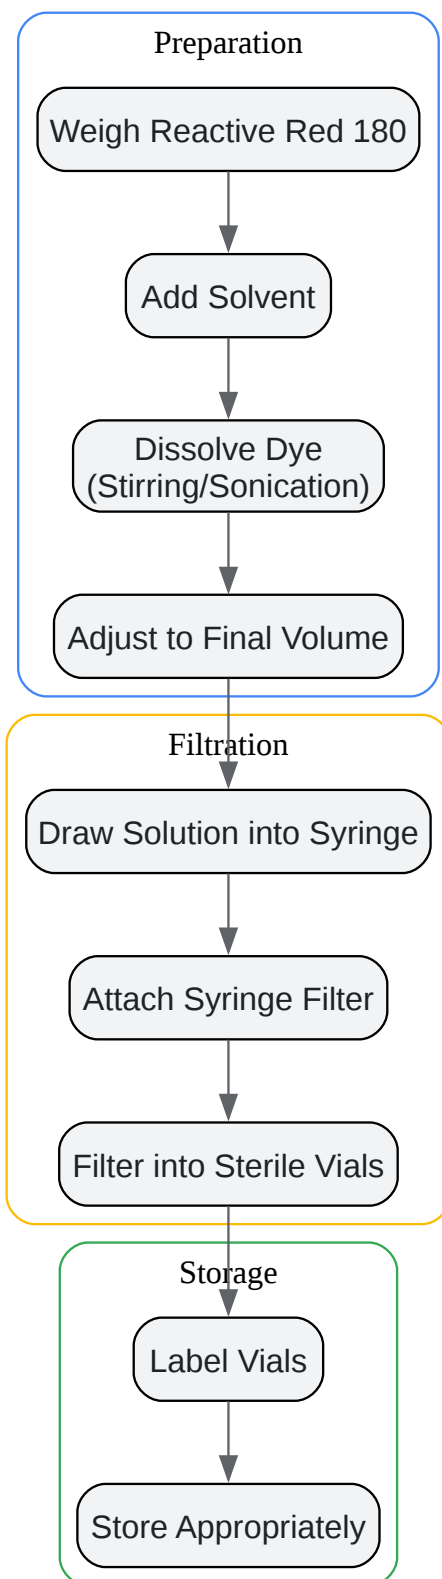 Preparation
Weigh Reactive Red 180
Add Solvent
Dissolve Dye
(Stirring/Sonication)
Adjust to Final Volume
Filtration
Draw Solution into Syringe
Attach Syringe Filter
Filter into Sterile Vials
Storage
Label Vials
Store Appropriately